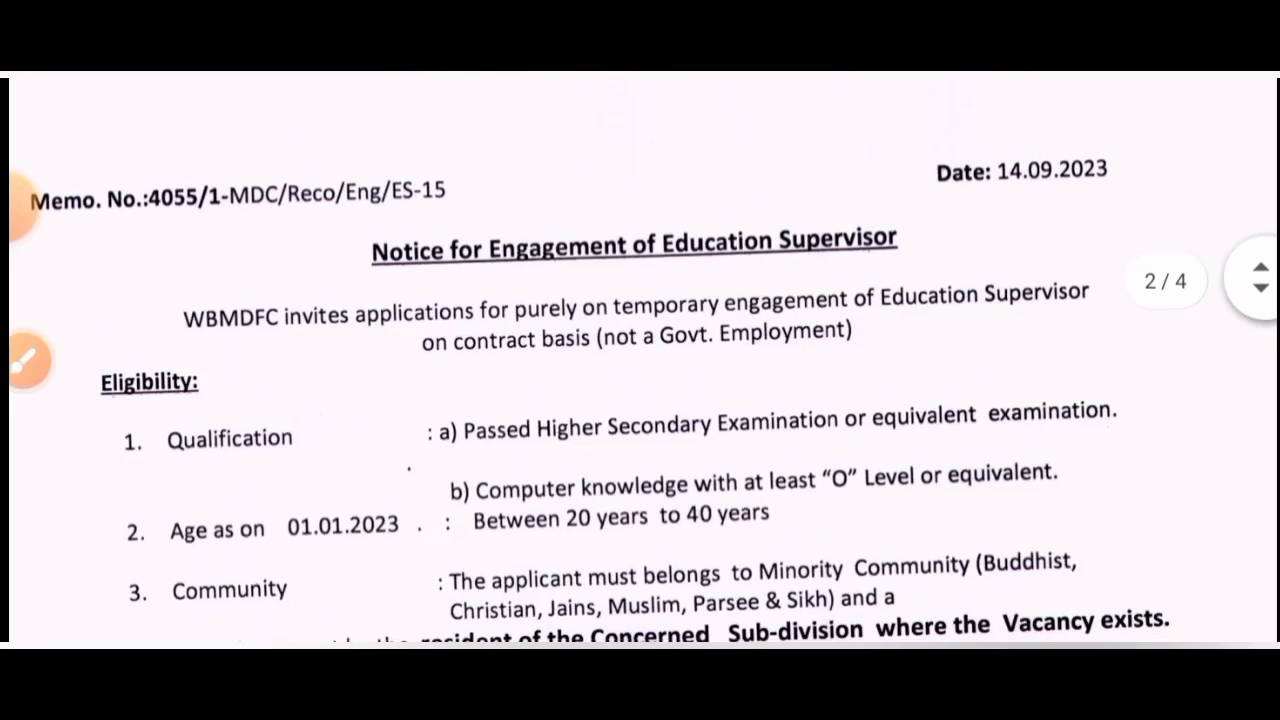 Memo. No.:4055/1-MDC/Reco/Eng/ES-15
Date: 14.09.2023
Notice for Engagement of Education Supervisor
2 / 4
WBMDFC invites applications for purely on temporary engagement of Education Supervisor
on contract basis (not a Govt. Employment)
Eligibility:
1. Qualification : a) Passed Higher Secondary Examination or equivalent examination.
b) Computer knowledge with at least “O” Level or equivalent.
2. Age as on 01.01.2023 . : Between 20 years to 40 years
3. Community : The applicant must belongs to Minority Community (Buddhist,
Christian, Jains, Muslim, Parsee & Sikh) and a
resident of the Concerned Sub-division where the Vacancy exists.